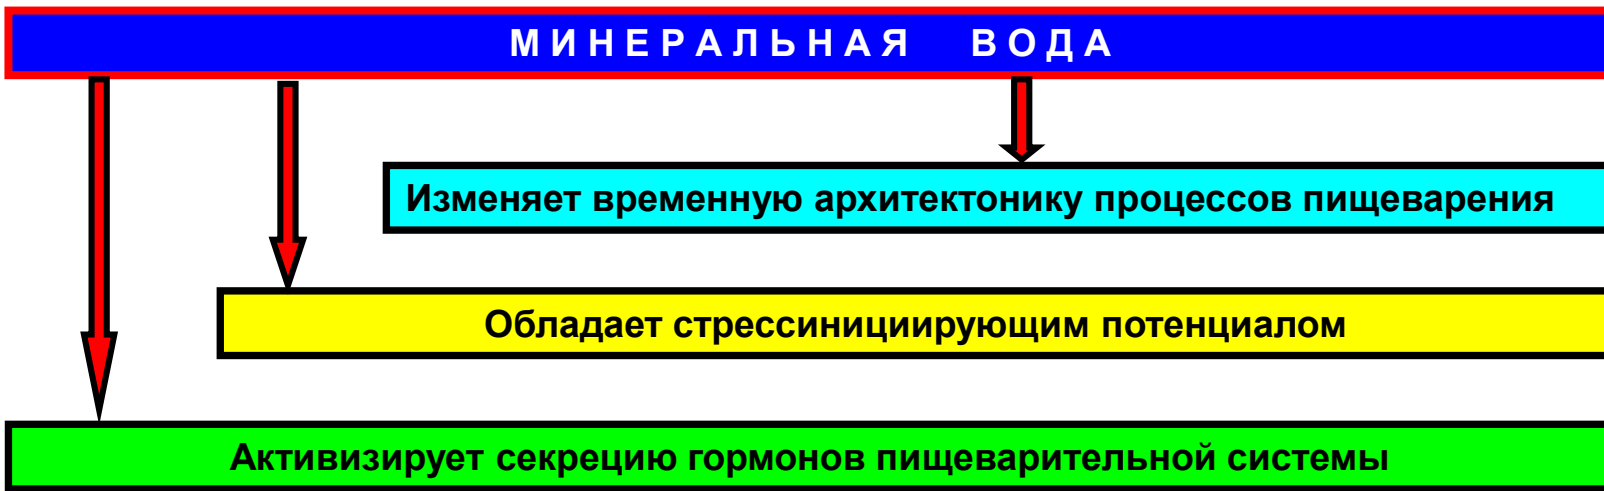 МИНЕРАЛЬНАЯ ВОДА
Изменяет временную архитектонику процессов пищеварения
Обладает стрессинициирующим потенциалом
Активизирует секрецию гормонов пищеварительной системы